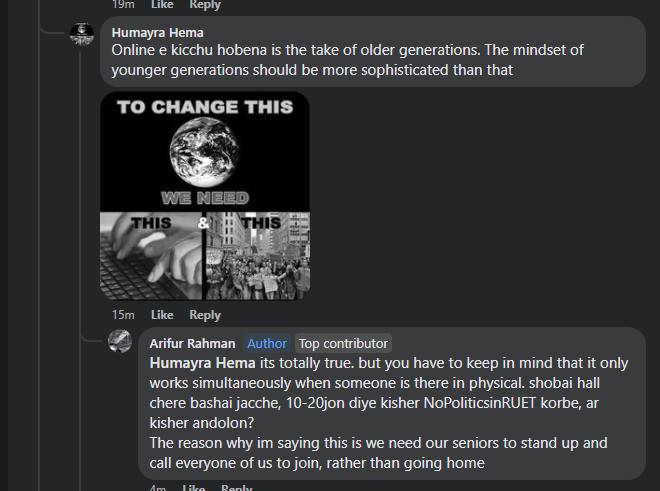 19m Like Reply
Humayra Hema
Online e kicchu hobena is the take of older generations. The mindset of
younger generations should be more sophisticated than that
TO CHANGE THIS
WE NEED
THIS & THIS
15m Like Reply
Arifur Rahman Author Top contributor
Humayra Hema its totally true. but you have to keep in mind that it only
works simultaneously when someone is there in physical. shobai hall
chere bashai jacche, 10-20jon diye kisher NoPoliticsinRUET korbe, ar
kisher andolon?
The reason why im saying this is we need our seniors to stand up and
call everyone of us to join, rather than going home
4m Like Reply